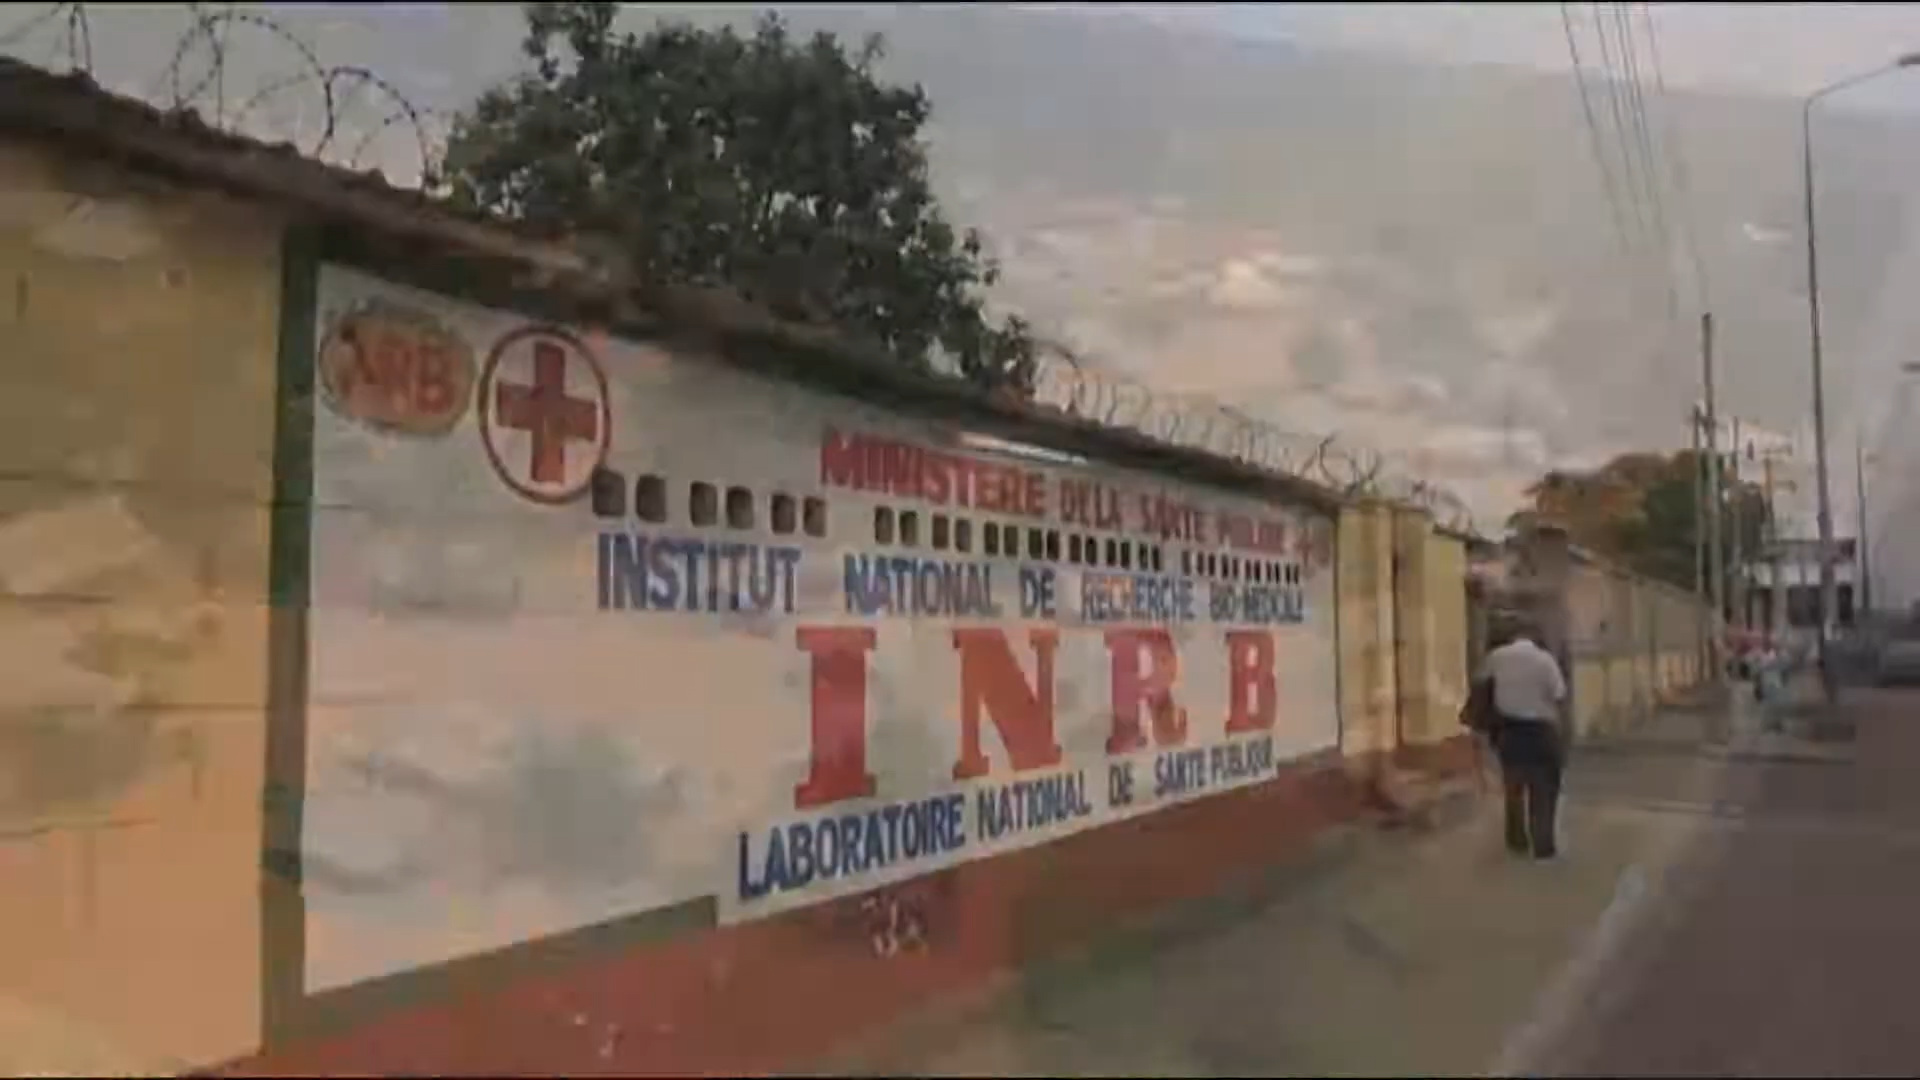 INRB
MINISTERE DE LA SANTE PUBLIQUE
INSTITUT NATIONAL DE RECHERCHE BIO-MEDICALE
INRB
LABORATOIRE NATIONAL DE SANTE PUBLIQUE